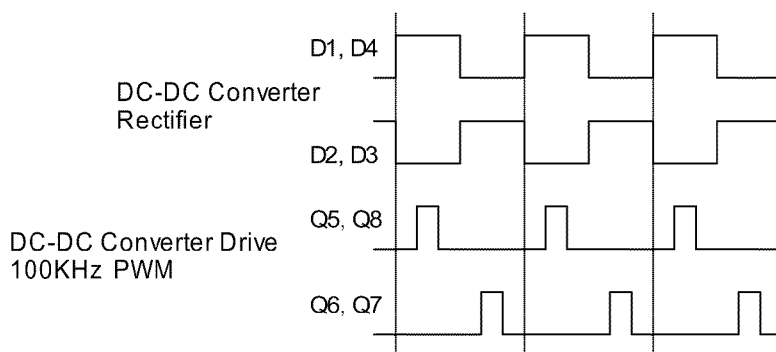 D1, D4
DC-DC Converter
Rectifier
D2, D3
Q5, Q8
DC-DC Converter Drive
100KHz PWM
Q6, Q7